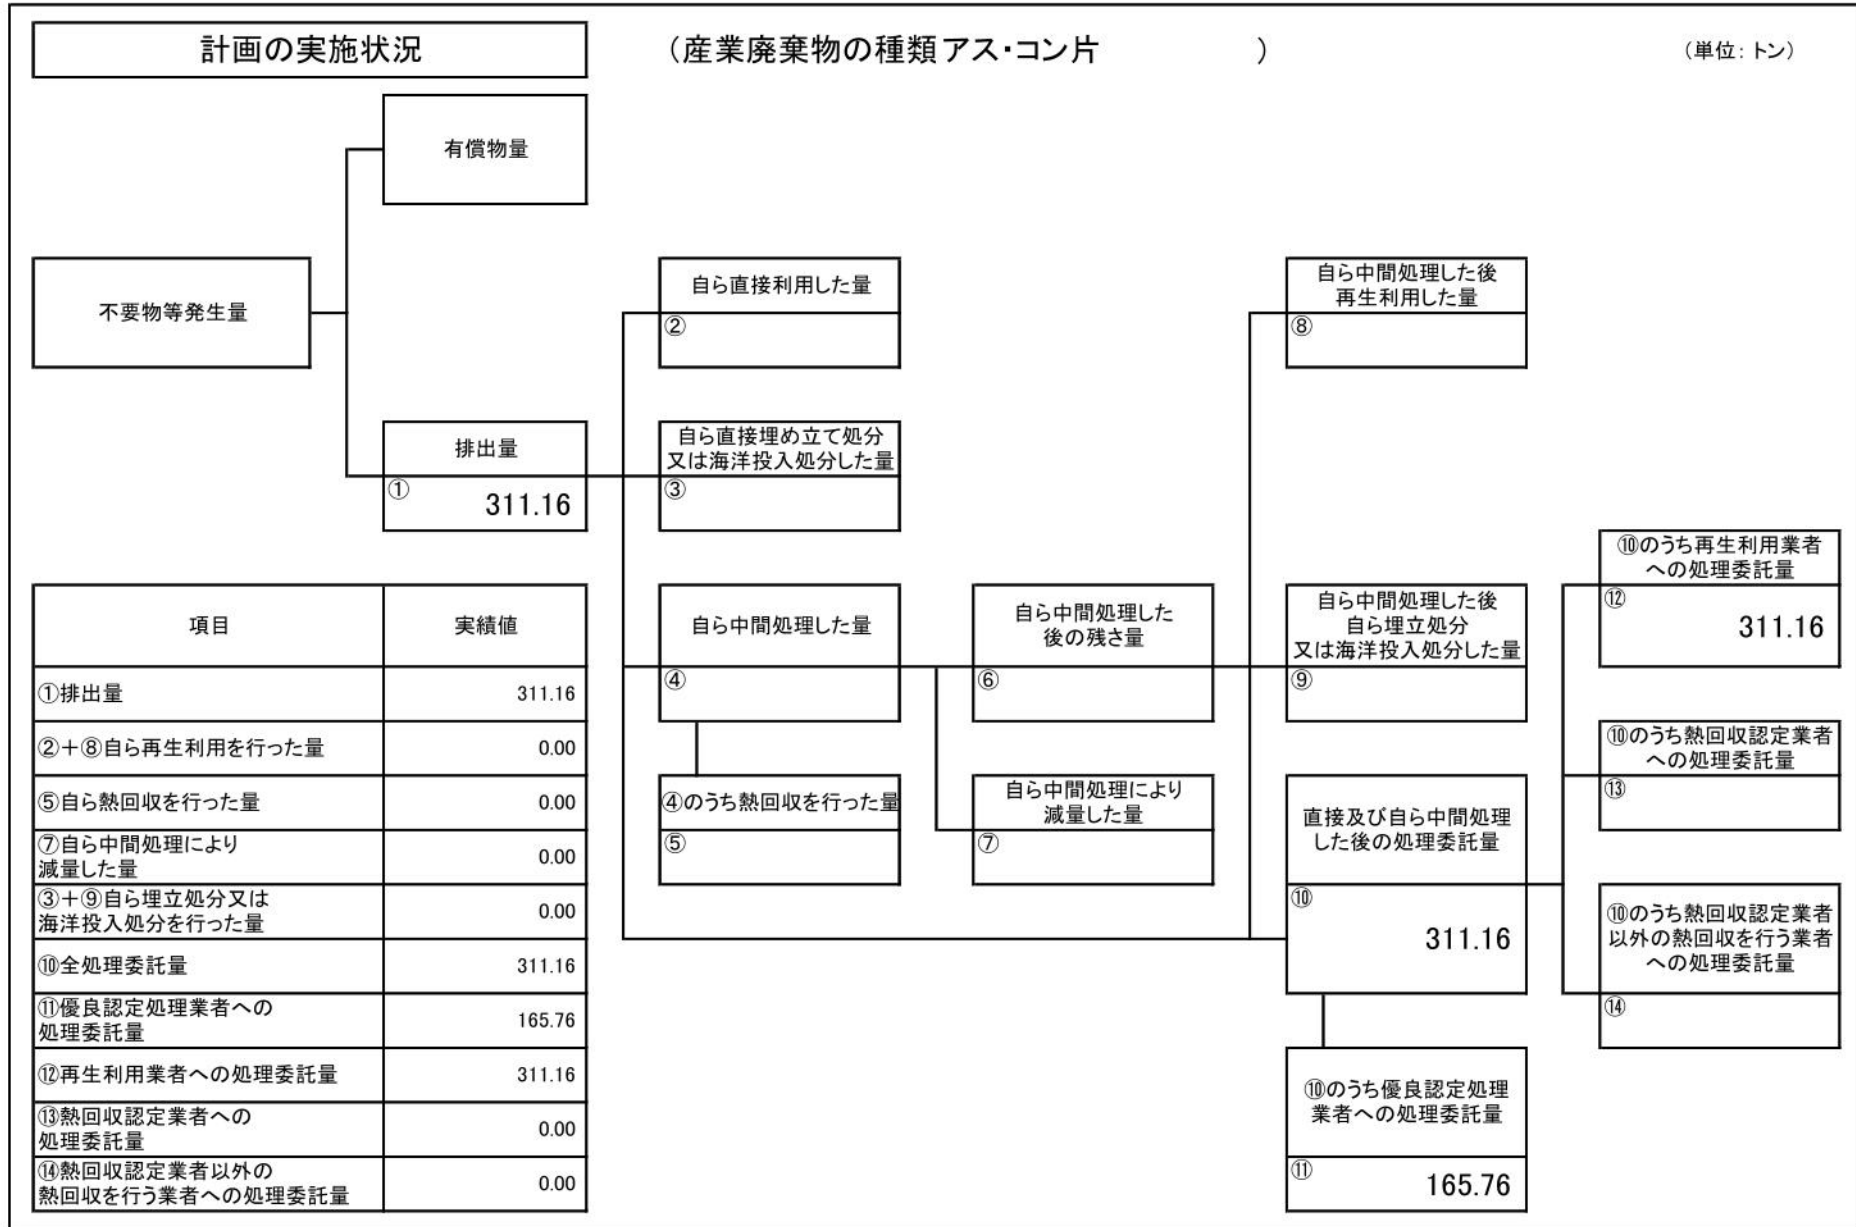 計画の実施状況
（産業廃棄物の種類アス・コン片　　　　　）
（単位：トン）
有償物量
不要物等発生量
自ら直接利用した量
②
自ら中間処理した後
再生利用した量
⑧
排出量
①
311.16
自ら直接埋め立て処分
又は海洋投入処分した量
③
⑩のうち再生利用業者
への処理委託量
⑫
311.16
自ら中間処理した量
④
自ら中間処理した
後の残さ量
⑥
自ら中間処理した後
自ら埋立処分
又は海洋投入処分した量
⑨
⑩のうち熱回収認定業者
への処理委託量
⑬
④のうち熱回収を行った量
⑤
自ら中間処理により
減量した量
⑦
直接及び自ら中間処理
した後の処理委託量
⑩
311.16
⑩のうち熱回収認定業者
以外の熱回収を行う業者
への処理委託量
⑭
⑩のうち優良認定処理
業者への処理委託量
⑪
165.76
項目 実績値
①排出量 311.16
②＋⑧自ら再生利用を行った量 0.00
⑤自ら熱回収を行った量 0.00
⑦自ら中間処理により
減量した量 0.00
③＋⑨自ら埋立処分又は
海洋投入処分を行った量 0.00
⑩全処理委託量 311.16
⑪優良認定処理業者への
処理委託量 165.76
⑫再生利用業者への処理委託量 311.16
⑬熱回収認定業者への
処理委託量 0.00
⑭熱回収認定業者以外の
熱回収を行う業者への処理委託量 0.00